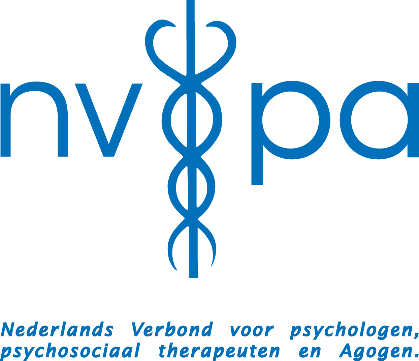 nvpa
Nederlands Verbond voor psychologen,
psychosociaal therapeuten en Agogen.